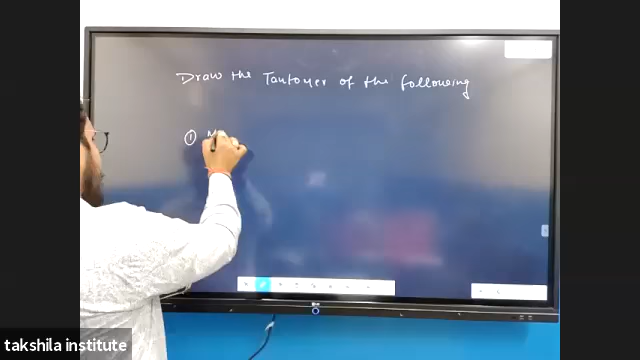 Draw the Tautomer of the following
①
takshila institute